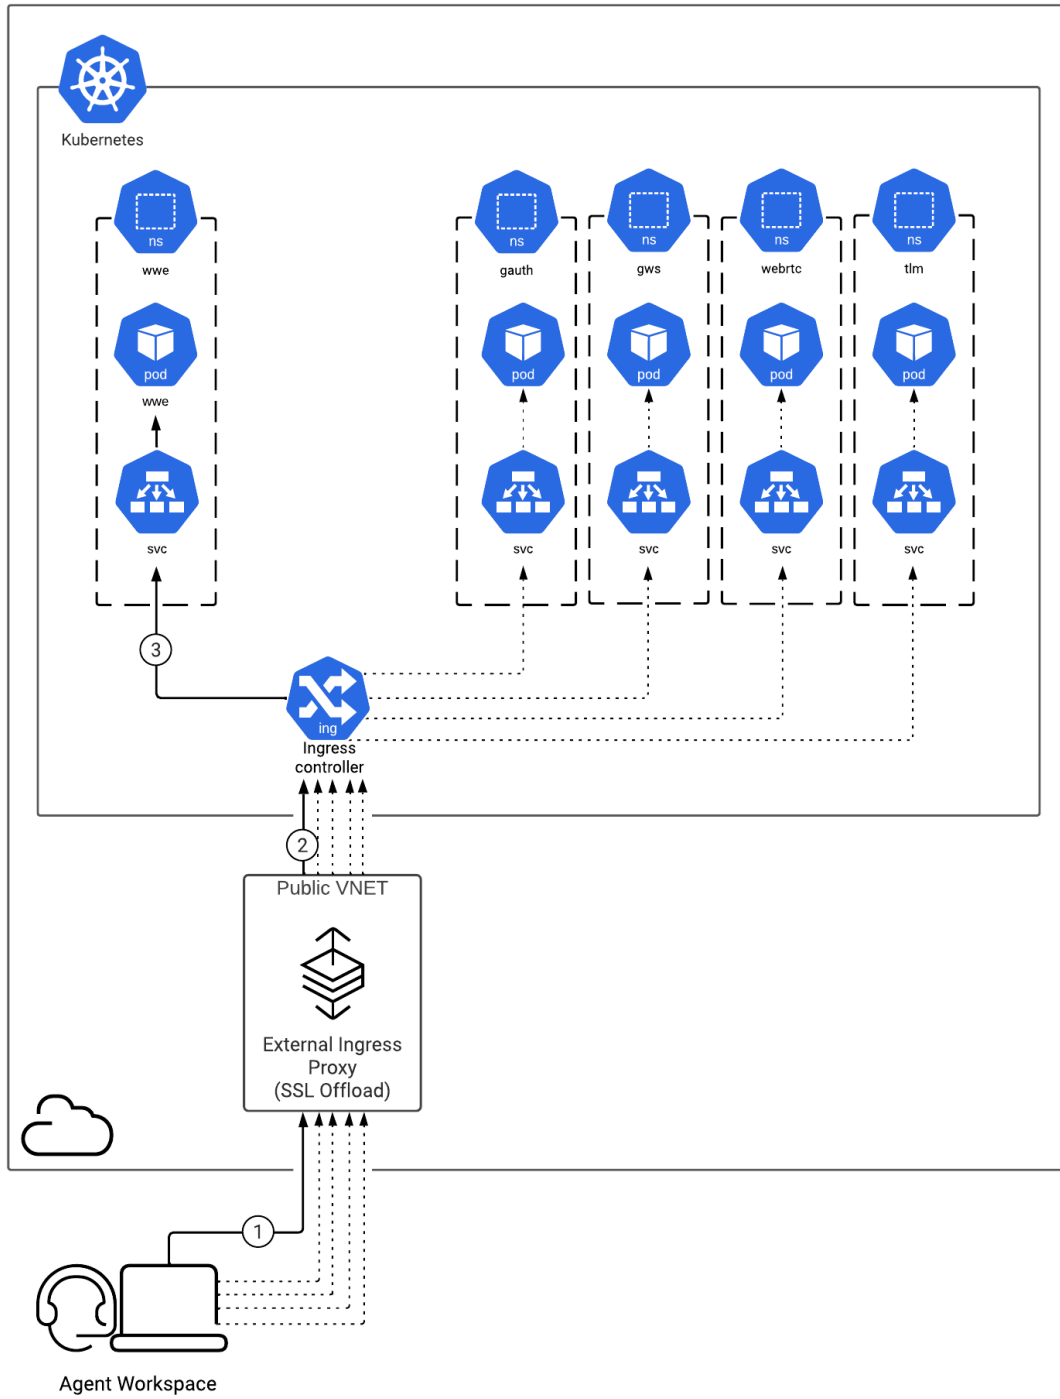 Kubernetes
ns
ns
ns
ns
ns
wwe
gauth
gws
webrtc
tlm
pod
pod
pod
pod
pod
wwe
svc
svc
svc
svc
svc
3
ing
Ingress
controller
2
Public VNET
External Ingress
Proxy
(SSL Offload)
1
Agent Workspace